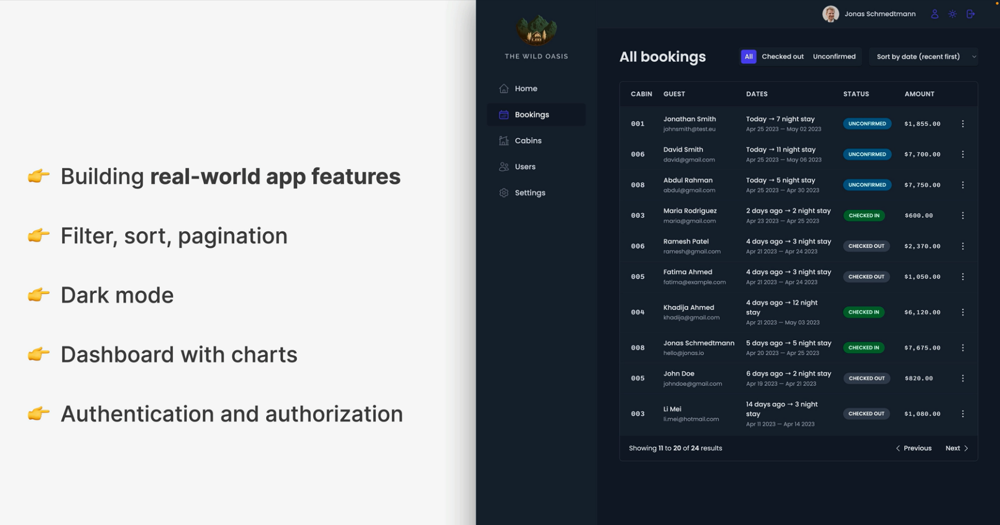 Building real-world app features
Filter, sort, pagination
Dark mode
Dashboard with charts
Authentication and authorization
THE WILD OASIS
Home
Bookings
Cabins
Users
Settings
Jonas Schmedtmann
All bookings
All Checked out Unconfirmed
Sort by date (recent first)
CABIN GUEST DATES STATUS AMOUNT
001 Jonathan Smith Today → 7 night stay UNCONFIRMED $1,855.00
johnsmith@test.eu Apr 25 2023 — May 02 2023
006 David Smith Today → 11 night stay UNCONFIRMED $7,700.00
david@gmail.com Apr 25 2023 — May 06 2023
008 Abdul Rahman Today → 5 night stay UNCONFIRMED $7,750.00
abdul@gmail.com Apr 25 2023 — Apr 30 2023
003 Maria Rodriguez 2 days ago → 2 night stay CHECKED IN $600.00
maria@gmail.com Apr 23 2023 — Apr 25 2023
006 Ramesh Patel 4 days ago → 3 night stay CHECKED OUT $2,370.00
ramesh@gmail.com Apr 21 2023 — Apr 24 2023
005 Fatima Ahmed 4 days ago → 3 night stay CHECKED OUT $1,050.00
fatima@example.com Apr 21 2023 — Apr 24 2023
004 Khadija Ahmed 4 days ago → 12 night CHECKED IN $6,120.00
stay
khadija@gmail.com Apr 21 2023 — May 03 2023
008 Jonas Schmedtmann 5 days ago → 5 night stay CHECKED IN $7,675.00
hello@jonas.io Apr 20 2023 — Apr 25 2023
005 John Doe 6 days ago → 2 night stay CHECKED OUT $820.00
johndoe@gmail.com Apr 19 2023 — Apr 21 2023
003 Li Mei 14 days ago → 3 night CHECKED OUT $1,080.00
stay
li.mei@hotmail.com Apr 11 2023 — Apr 14 2023
Showing 11 to 20 of 24 results
Previous Next